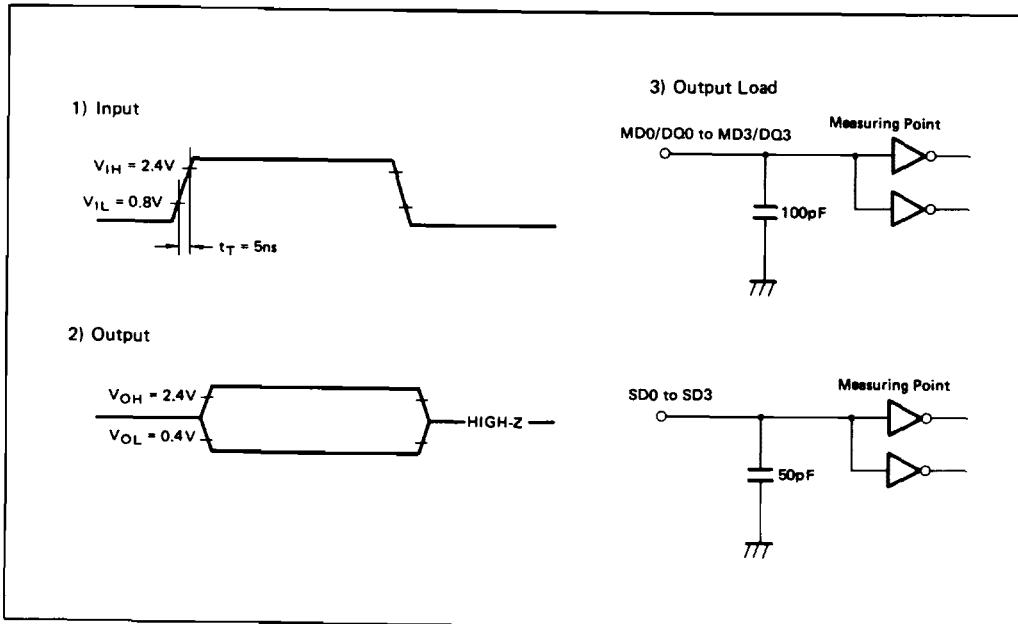 1) Input
VIH = 2.4V
VIL = 0.8V
tT = 5ns
2) Output
VOH = 2.4V
VOL = 0.4V
HIGH-Z
3) Output Load
MD0/DQ0 to MD3/DQ3
Measuring Point
100pF
SD0 to SD3
Measuring Point
50pF